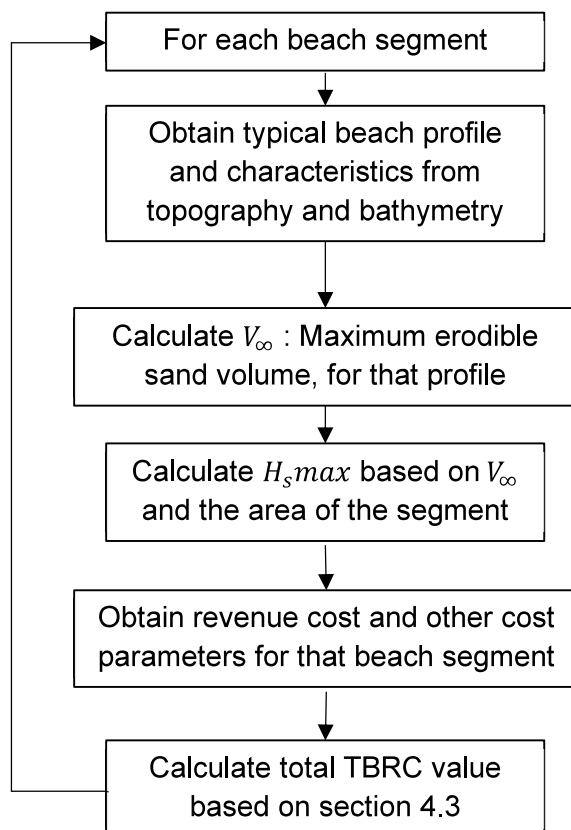 For each beach segment
Obtain typical beach profile
and characteristics from
topography and bathymetry
Calculate V∞ : Maximum erodible
sand volume, for that profile
Calculate Hₛmax based on V∞
and the area of the segment
Obtain revenue cost and other cost
parameters for that beach segment
Calculate total TBRC value
based on section 4.3